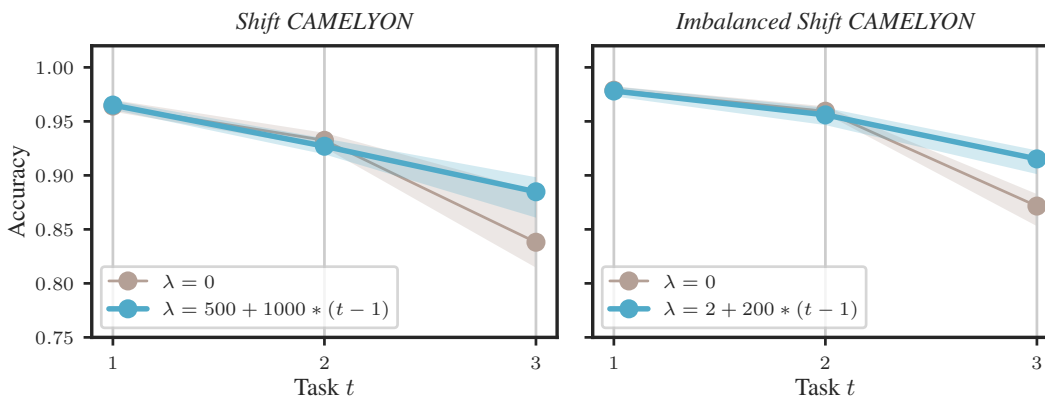 Shift CAMELYON
Imbalanced Shift CAMELYON
Accuracy
1.00
0.95
0.90
0.85
0.80
0.75
λ = 0
λ = 500 + 1000 ∗ (t − 1)
1 2 3
Task t
λ = 0
λ = 2 + 200 ∗ (t − 1)
1 2 3
Task t